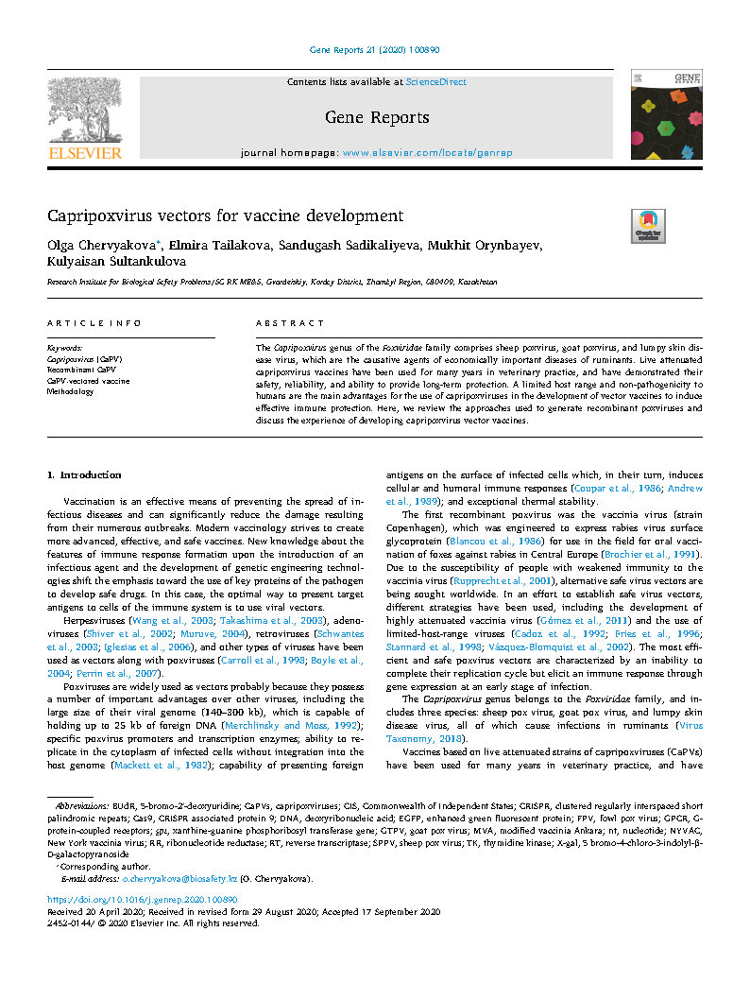 Gene Reports 21 (2020) 100890
Contents lists available at ScienceDirect
Gene Reports
journal homepage: www.elsevier.com/locate/genrep
ELSEVIER
GENE
REPORTS
Capripoxvirus vectors for vaccine development
Check for
updates
Olga Chervyakova*, Elmira Tailakova, Sandugash Sadikaliyeva, Mukhit Orynbayev,
Kulyaisan Sultankulova
Research Institute for Biological Safety Problems/SC RK ME&S, Gvardeiskiy, Korday District, Zhambyl Region, 080409, Kazakhstan
ARTICLE INFO
Keywords:
Capripoxvirus (CaPV)
Recombinant CaPV
CaPV-vectored vaccine
Methodology
ABSTRACT
The Capripoxvirus genus of the Poxviridae family comprises sheep poxvirus, goat poxvirus, and lumpy skin dis-
ease virus, which are the causative agents of economically important diseases of ruminants. Live attenuated
capripoxvirus vaccines have been used for many years in veterinary practice, and have demonstrated their
safety, reliability, and ability to provide long-term protection. A limited host range and non-pathogenicity to
humans are the main advantages for the use of capripoxviruses in the development of vector vaccines to induce
effective immune protection. Here, we review the approaches used to generate recombinant poxviruses and
discuss the experience of developing capripoxvirus vector vaccines.
1. Introduction
Vaccination is an effective means of preventing the spread of in-
fectious diseases and can significantly reduce the damage resulting
from their numerous outbreaks. Modern vaccinology strives to create
more advanced, effective, and safe vaccines. New knowledge about the
features of immune response formation upon the introduction of an
infectious agent and the development of genetic engineering technol-
ogies shift the emphasis toward the use of key proteins of the pathogen
to develop safe drugs. In this case, the optimal way to present target
antigens to cells of the immune system is to use viral vectors.
Herpesviruses (Wang et al., 2003; Takashima et al., 2003), adeno-
viruses (Shiver et al., 2002; Muruve, 2004), retroviruses (Schwantes
et al., 2003; Iglesias et al., 2006), and other types of viruses have been
used as vectors along with poxviruses (Carroll et al., 1998; Boyle et al.,
2004; Perrin et al., 2007).
Poxviruses are widely used as vectors probably because they possess
a number of important advantages over other viruses, including the
large size of their viral genome (140–300 kb), which is capable of
holding up to 25 kb of foreign DNA (Merchlinsky and Moss, 1992);
specific poxvirus promoters and transcription enzymes; ability to re-
plicate in the cytoplasm of infected cells without integration into the
host genome (Mackett et al., 1982); capability of presenting foreign
antigens on the surface of infected cells which, in their turn, induces
cellular and humoral immune responses (Coupar et al., 1986; Andrew
et al., 1989); and exceptional thermal stability.
The first recombinant poxvirus was the vaccinia virus (strain
Copenhagen), which was engineered to express rabies virus surface
glycoprotein (Blancou et al., 1986) for use in the field for oral vacci-
nation of foxes against rabies in Central Europe (Brochier et al., 1991).
Due to the susceptibility of people with weakened immunity to the
vaccinia virus (Rupprecht et al., 2001), alternative safe virus vectors are
being sought worldwide. In an effort to establish safe virus vectors,
different strategies have been used, including the development of
highly attenuated vaccinia virus (Gómez et al., 2011) and the use of
limited-host-range viruses (Cadoz et al., 1992; Fries et al., 1996;
Stannard et al., 1998; Vázquez-Blomquist et al., 2002). The most effi-
cient and safe poxvirus vectors are characterized by an inability to
complete their replication cycle but elicit an immune response through
gene expression at an early stage of infection.
The Capripoxvirus genus belongs to the Poxviridae family, and in-
cludes three species: sheep pox virus, goat pox virus, and lumpy skin
disease virus, all of which cause infections in ruminants (Virus
Taxonomy, 2018).
Vaccines based on live attenuated strains of capripoxviruses (CaPVs)
have been used for many years in veterinary practice, and have
Abbreviations: BUdR, 5-bromo-2′-deoxyuridine; CaPVs, capripoxviruses; CIS, Commonwealth of Independent States; CRISPR, clustered regularly interspaced short
palindromic repeats; Cas9, CRISPR associated protein 9; DNA, deoxyribonucleic acid; EGFP, enhanced green fluorescent protein; FPV, fowl pox virus; GPCR, G-
protein-coupled receptors; gpt, xanthine-guanine phosphoribosyl transferase gene; GTPV, goat pox virus; MVA, modified vaccinia Ankara; nt, nucleotide; NYVAC,
New York vaccinia virus; RR, ribonucleotide reductase; RT, reverse transcriptase; SPPV, sheep pox virus; TK, thymidine kinase; X-gal, 5 bromo-4-chloro-3-indolyl-β-
D-galactopyranoside
* Corresponding author.
E-mail address: o.chervyakova@biosafety.kz (O. Chervyakova).
https://doi.org/10.1016/j.genrep.2020.100890
Received 20 April 2020; Received in revised form 29 August 2020; Accepted 17 September 2020
2452-0144/ © 2020 Elsevier Inc. All rights reserved.